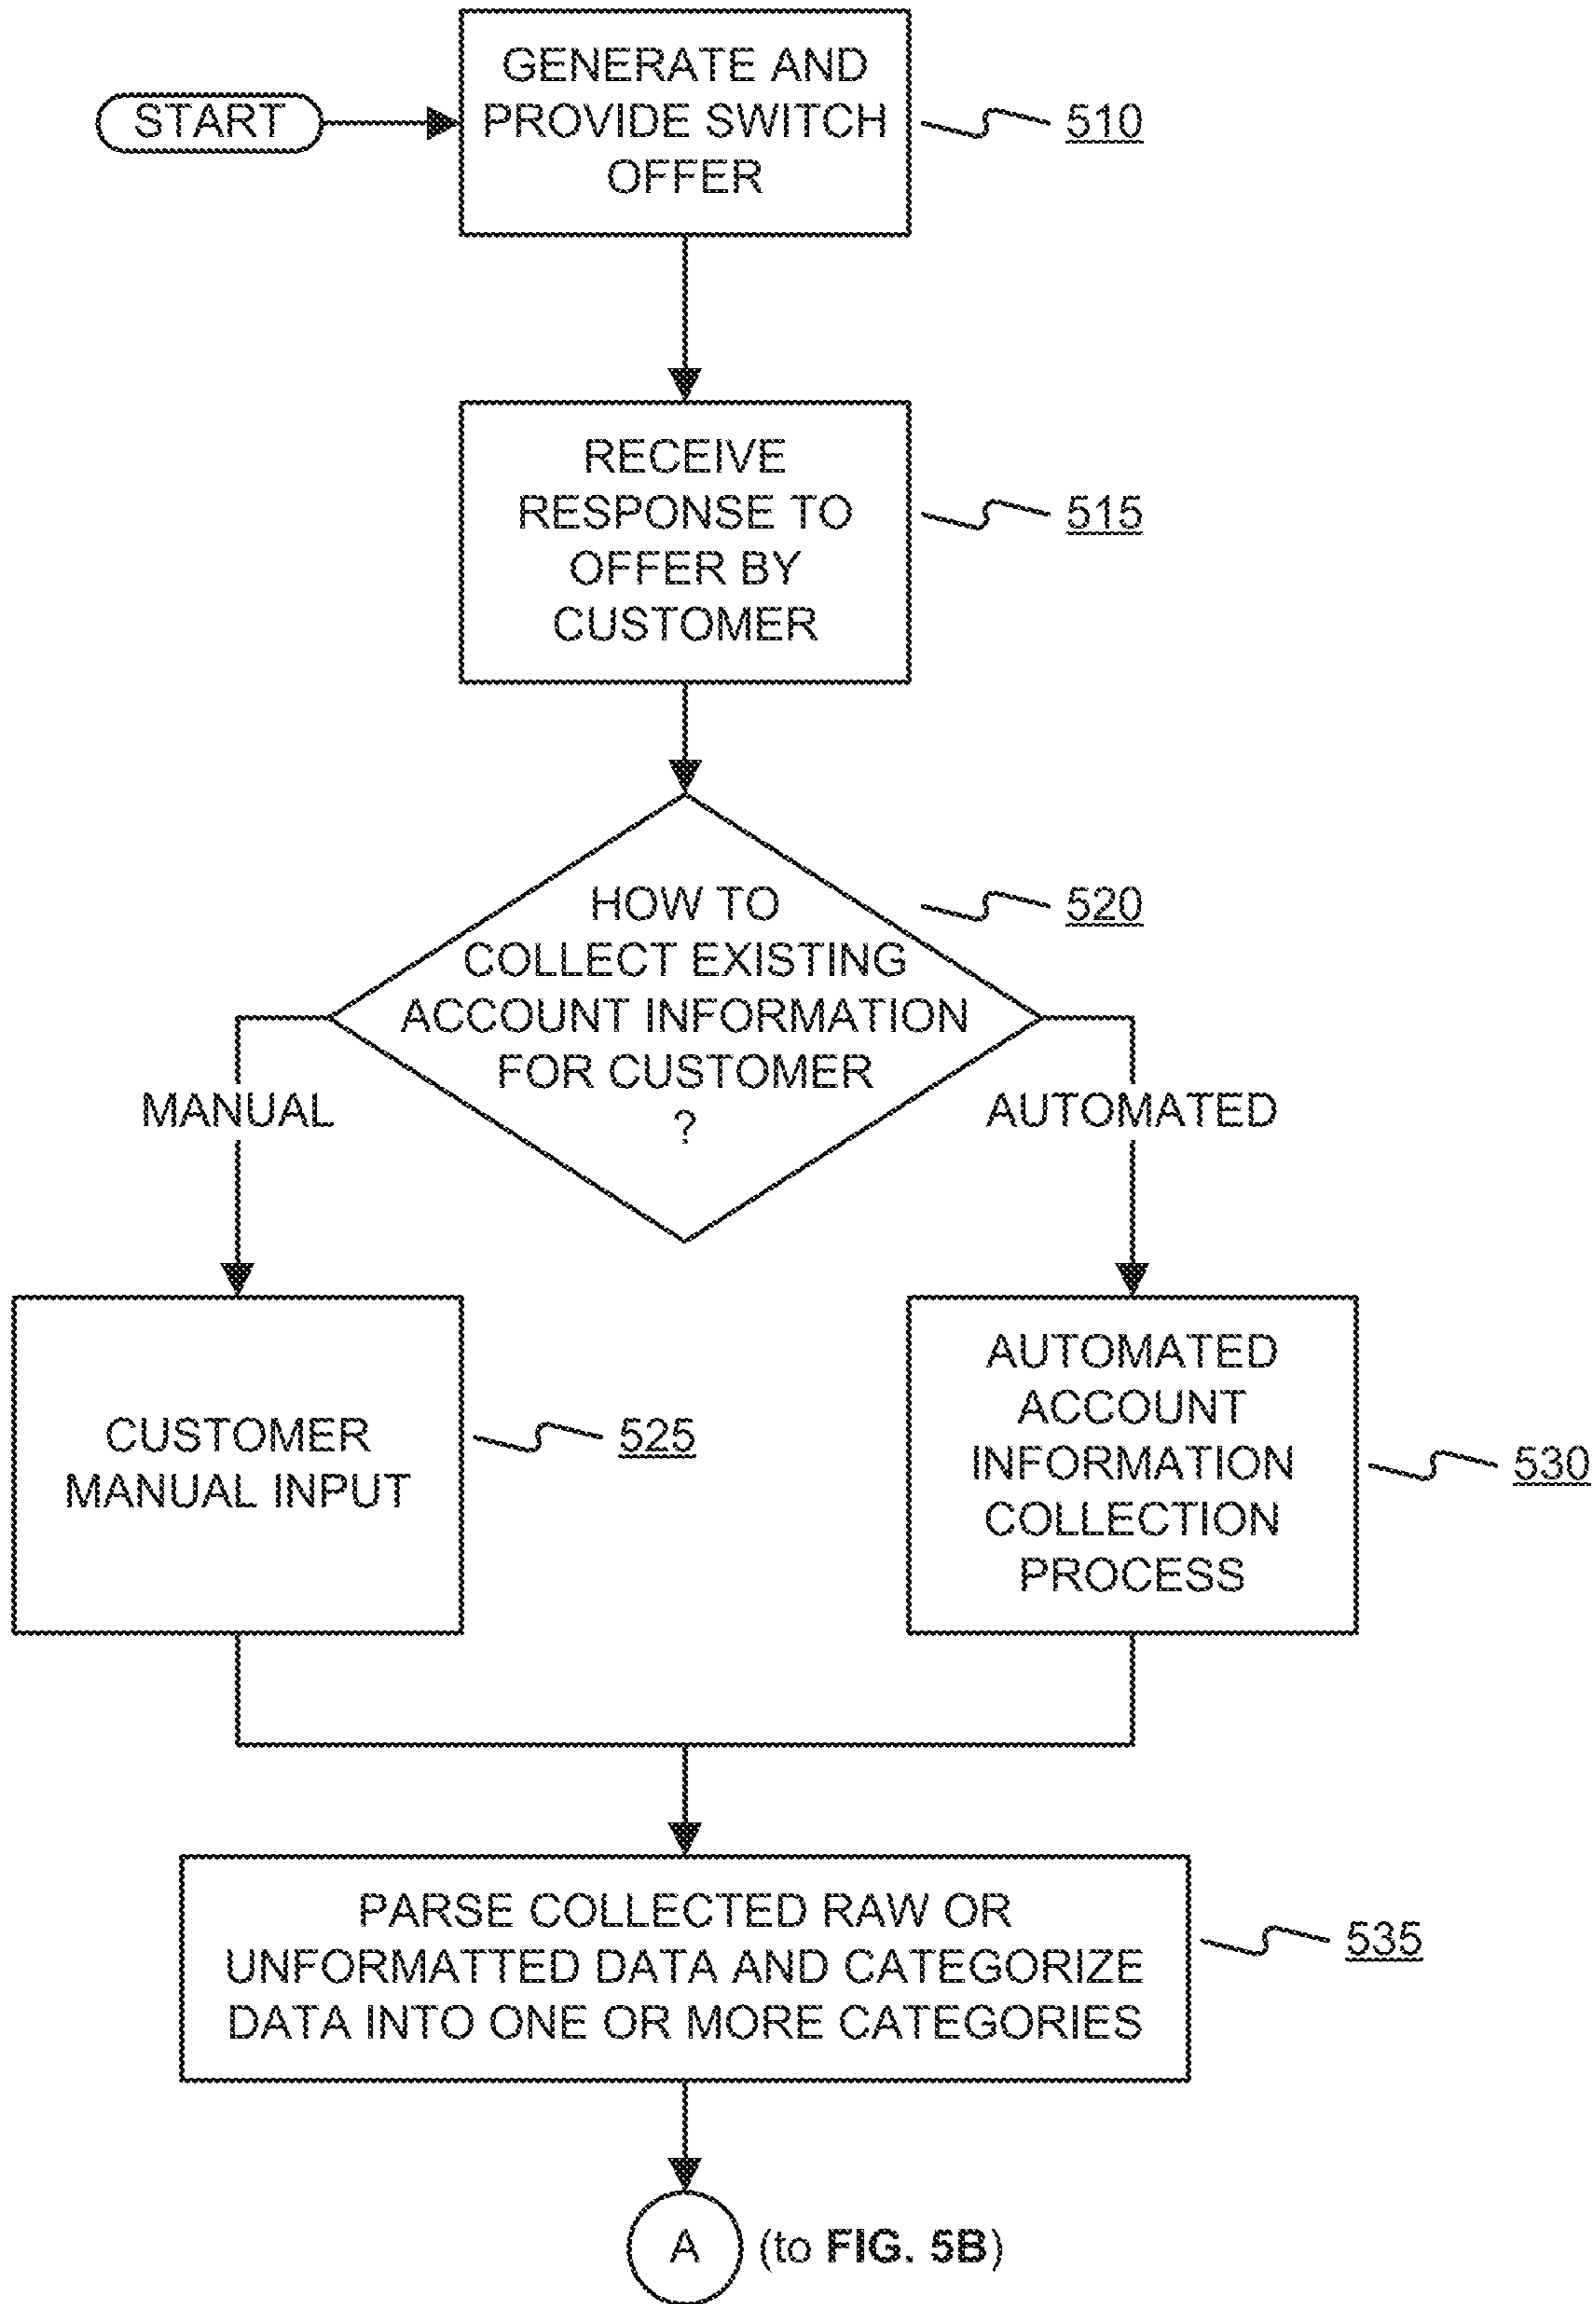 START
GENERATE AND
PROVIDE SWITCH
OFFER
510
RECEIVE
RESPONSE TO
OFFER BY
CUSTOMER
515
HOW TO
COLLECT EXISTING
ACCOUNT INFORMATION
FOR CUSTOMER
?
520
MANUAL
AUTOMATED
CUSTOMER
MANUAL INPUT
525
AUTOMATED
ACCOUNT
INFORMATION
COLLECTION
PROCESS
530
PARSE COLLECTED RAW OR
UNFORMATTED DATA AND CATEGORIZE
DATA INTO ONE OR MORE CATEGORIES
535
A (to FIG. 5B)